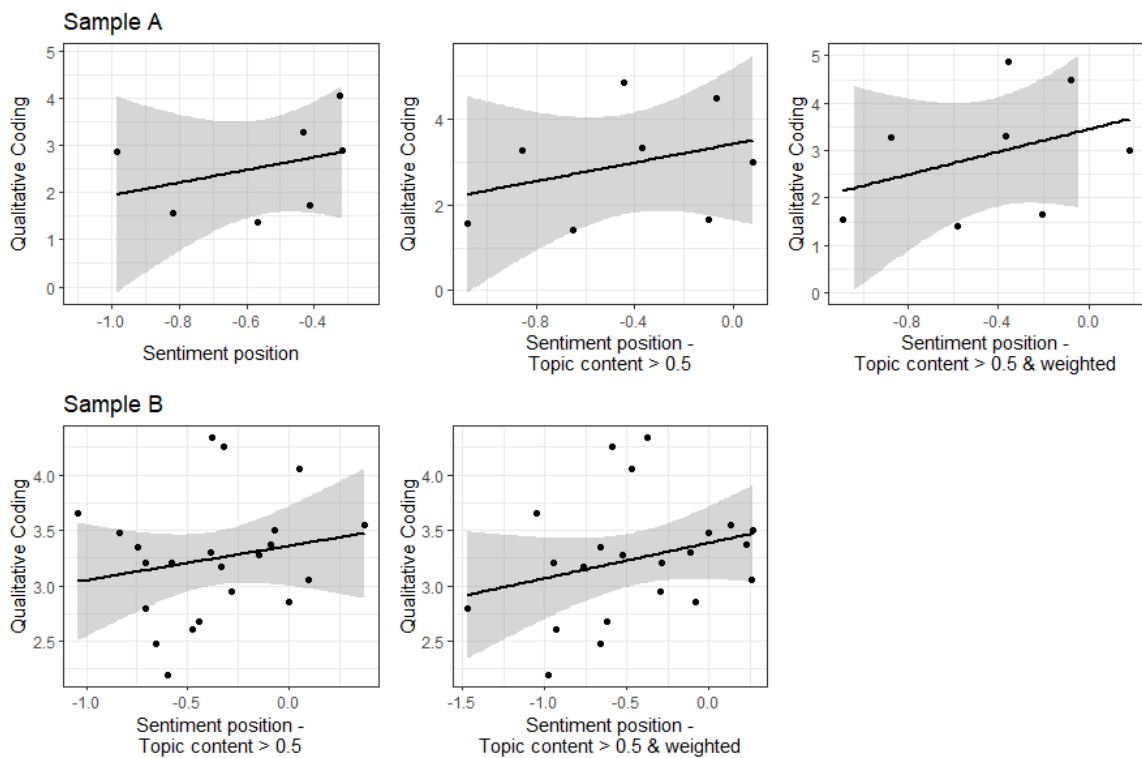 Sample A
Qualitative Coding
5
4
3
2
1
0
-1.0
-0.8
-0.6
-0.4
Sentiment position
Qualitative Coding
4
2
0
-0.8
-0.4
0.0
Sentiment position -
Topic content > 0.5
Qualitative Coding
5
4
3
2
1
0
-0.8
-0.4
0.0
Sentiment position -
Topic content > 0.5 & weighted
Sample B
Qualitative Coding
4.0
3.5
3.0
2.5
-1.0
-0.5
0.0
Sentiment position -
Topic content > 0.5
Qualitative Coding
4.0
3.5
3.0
2.5
-1.5
-1.0
-0.5
0.0
Sentiment position -
Topic content > 0.5 & weighted